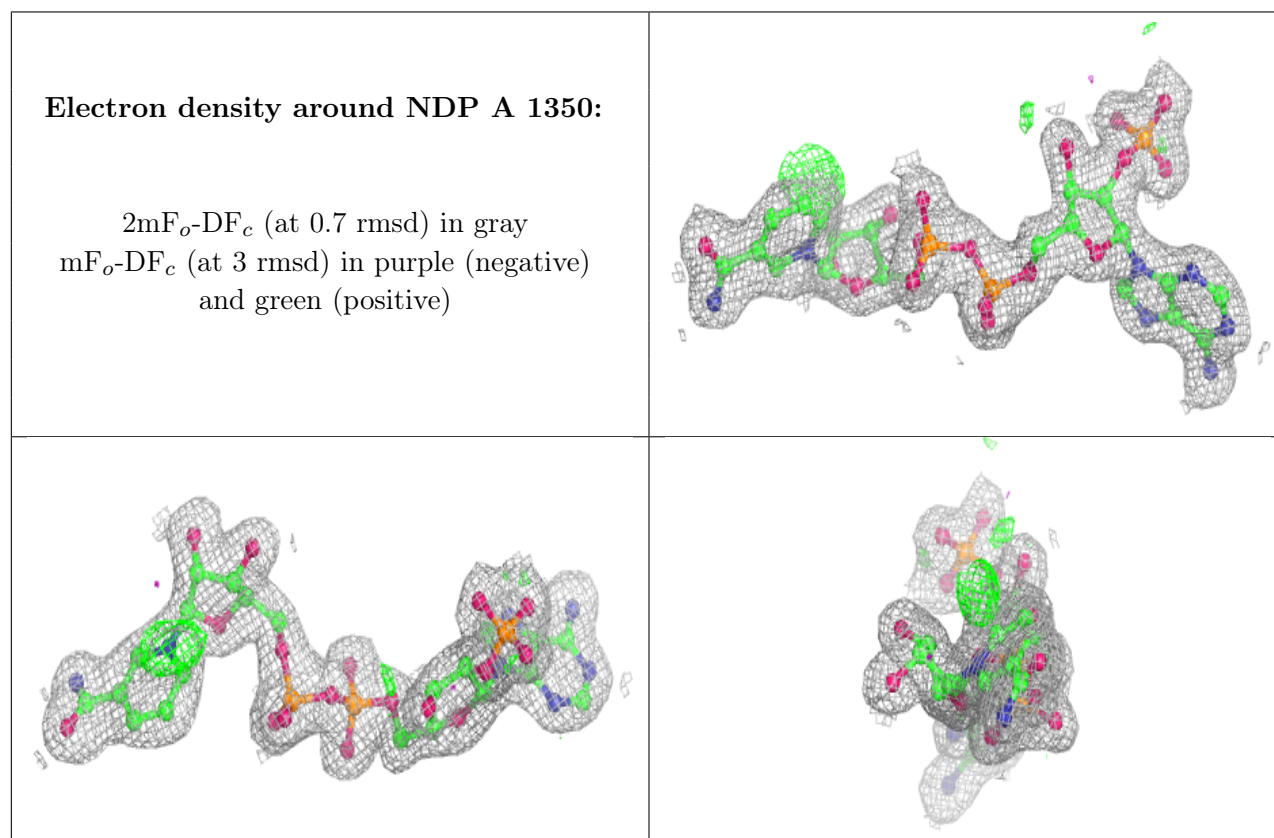 Electron density around NDP A 1350:
2mFₒ-DF𝒸 (at 0.7 rmsd) in gray
mFₒ-DF𝒸 (at 3 rmsd) in purple (negative)
and green (positive)